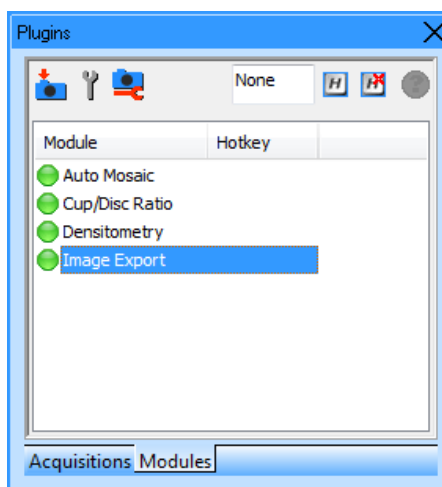 Plugins
None
H H
Module Hotkey
Auto Mosaic
Cup/Disc Ratio
Densitometry
Image Export
Acquisitions Modules